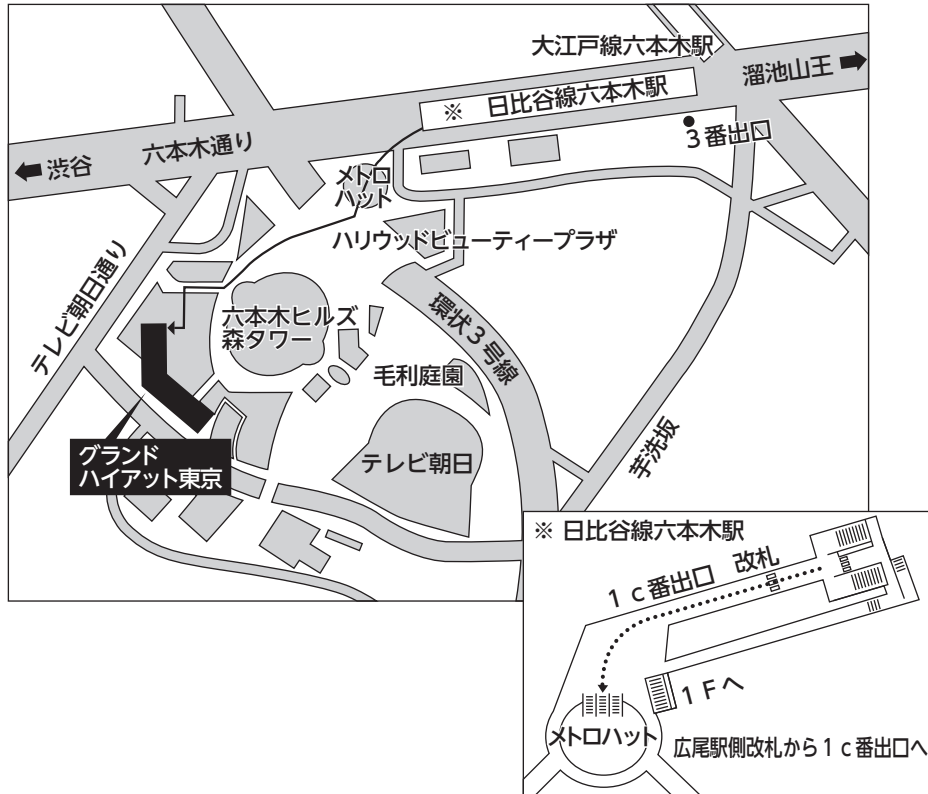 大江戸線六本木駅
溜池山王
※ 日比谷線六本木駅
3番出口
六本木通り
渋谷
メトロ
ハット
ハリウッドビューティープラザ
テレビ朝日通り
六本木ヒルズ
森タワー
環状3号線
毛利庭園
テレビ朝日
芋洗坂
グランド
ハイアット東京
※ 日比谷線六本木駅
1c番出口 改札
1Fへ
メトロハット
広尾駅側改札から1c番出口へ